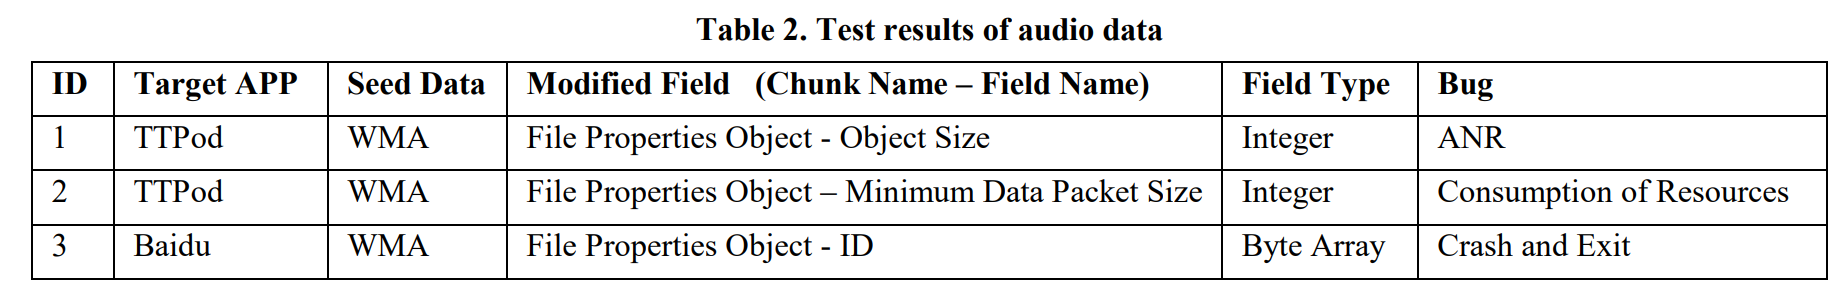 Table 2. Test results of audio data
ID Target APP Seed Data Modified Field (Chunk Name – Field Name) Field Type Bug
1 TTPod WMA File Properties Object - Object Size Integer ANR
2 TTPod WMA File Properties Object – Minimum Data Packet Size Integer Consumption of Resources
3 Baidu WMA File Properties Object - ID Byte Array Crash and Exit